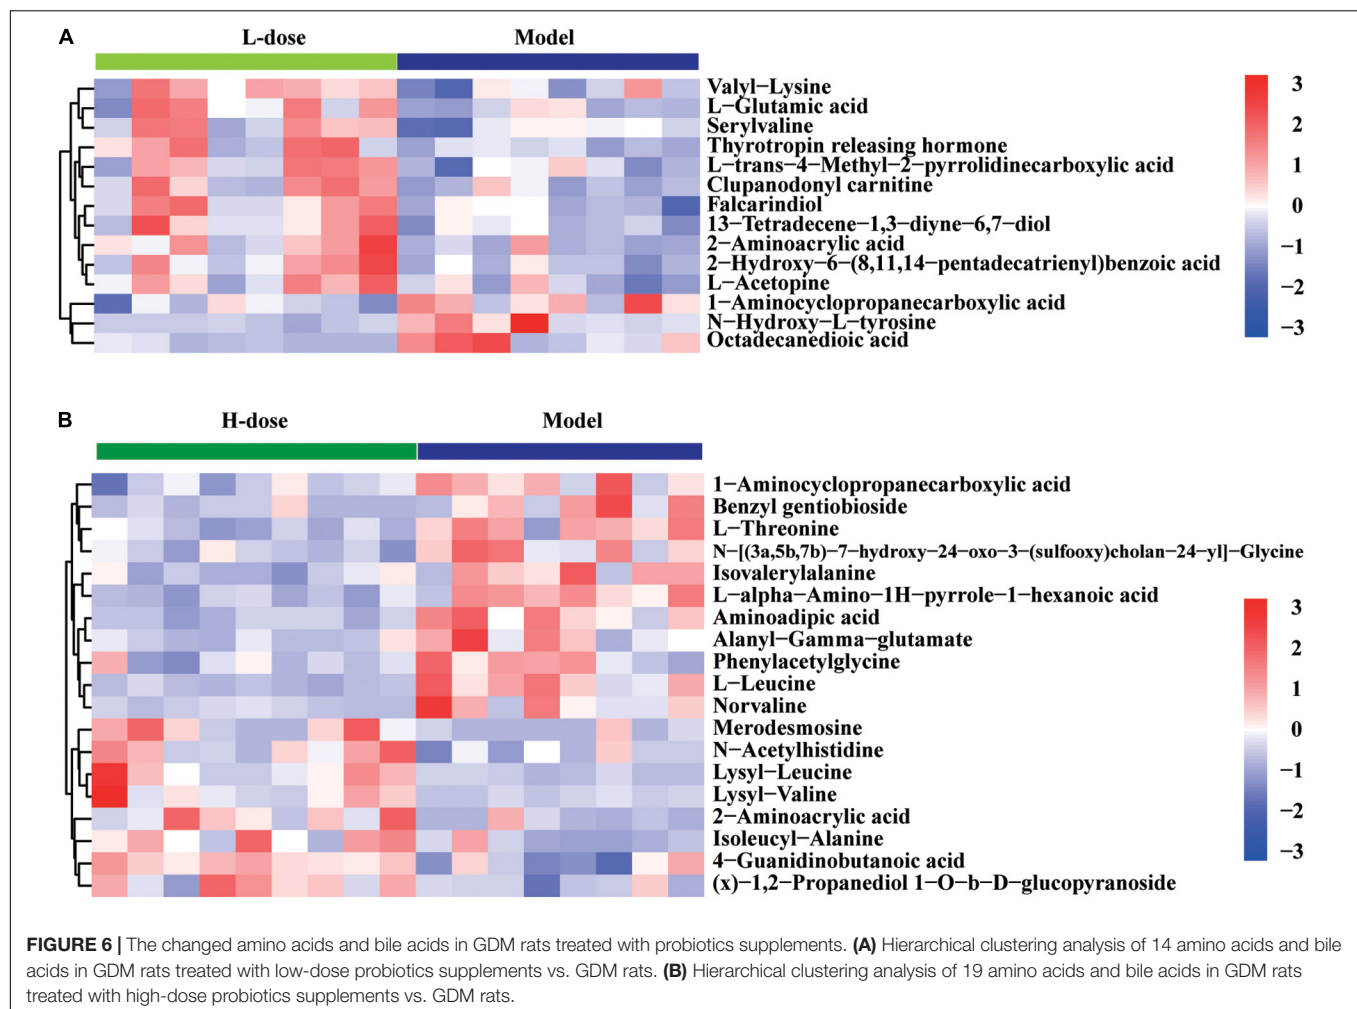 A
L-dose
Model
Valyl−Lysine
L−Glutamic acid
Serylvaline
Thyrotropin releasing hormone
L−trans−4−Methyl−2−pyrrolidinecarboxylic acid
Clupanodonyl carnitine
Falcarindiol
13−Tetradecene−1,3−diyne−6,7−diol
2−Aminoacrylic acid
2−Hydroxy−6−(8,11,14−pentadecatrienyl)benzoic acid
L−Acetopine
1−Aminocyclopropanecarboxylic acid
N−Hydroxy−L−tyrosine
Octadecanedioic acid
3
2
1
0
−1
−2
−3
B
H-dose
Model
1−Aminocyclopropanecarboxylic acid
Benzyl gentiobioside
L−Threonine
N−[(3a,5b,7b)−7−hydroxy−24−oxo−3−(sulfooxy)cholan−24−yl]−Glycine
Isovalerylalanine
L−alpha−Amino−1H−pyrrole−1−hexanoic acid
Aminoadipic acid
Alanyl−Gamma−glutamate
Phenylacetylglycine
L−Leucine
Norvaline
Merodesmosine
N−Acetylhistidine
Lysyl−Leucine
Lysyl−Valine
2−Aminoacrylic acid
Isoleucyl−Alanine
4−Guanidinobutanoic acid
(x)−1,2−Propanediol 1−O−b−D−glucopyranoside
3
2
1
0
−1
−2
−3
FIGURE 6 | The changed amino acids and bile acids in GDM rats treated with probiotics supplements. (A) Hierarchical clustering analysis of 14 amino acids and bile
acids in GDM rats treated with low-dose probiotics supplements vs. GDM rats. (B) Hierarchical clustering analysis of 19 amino acids and bile acids in GDM rats
treated with high-dose probiotics supplements vs. GDM rats.